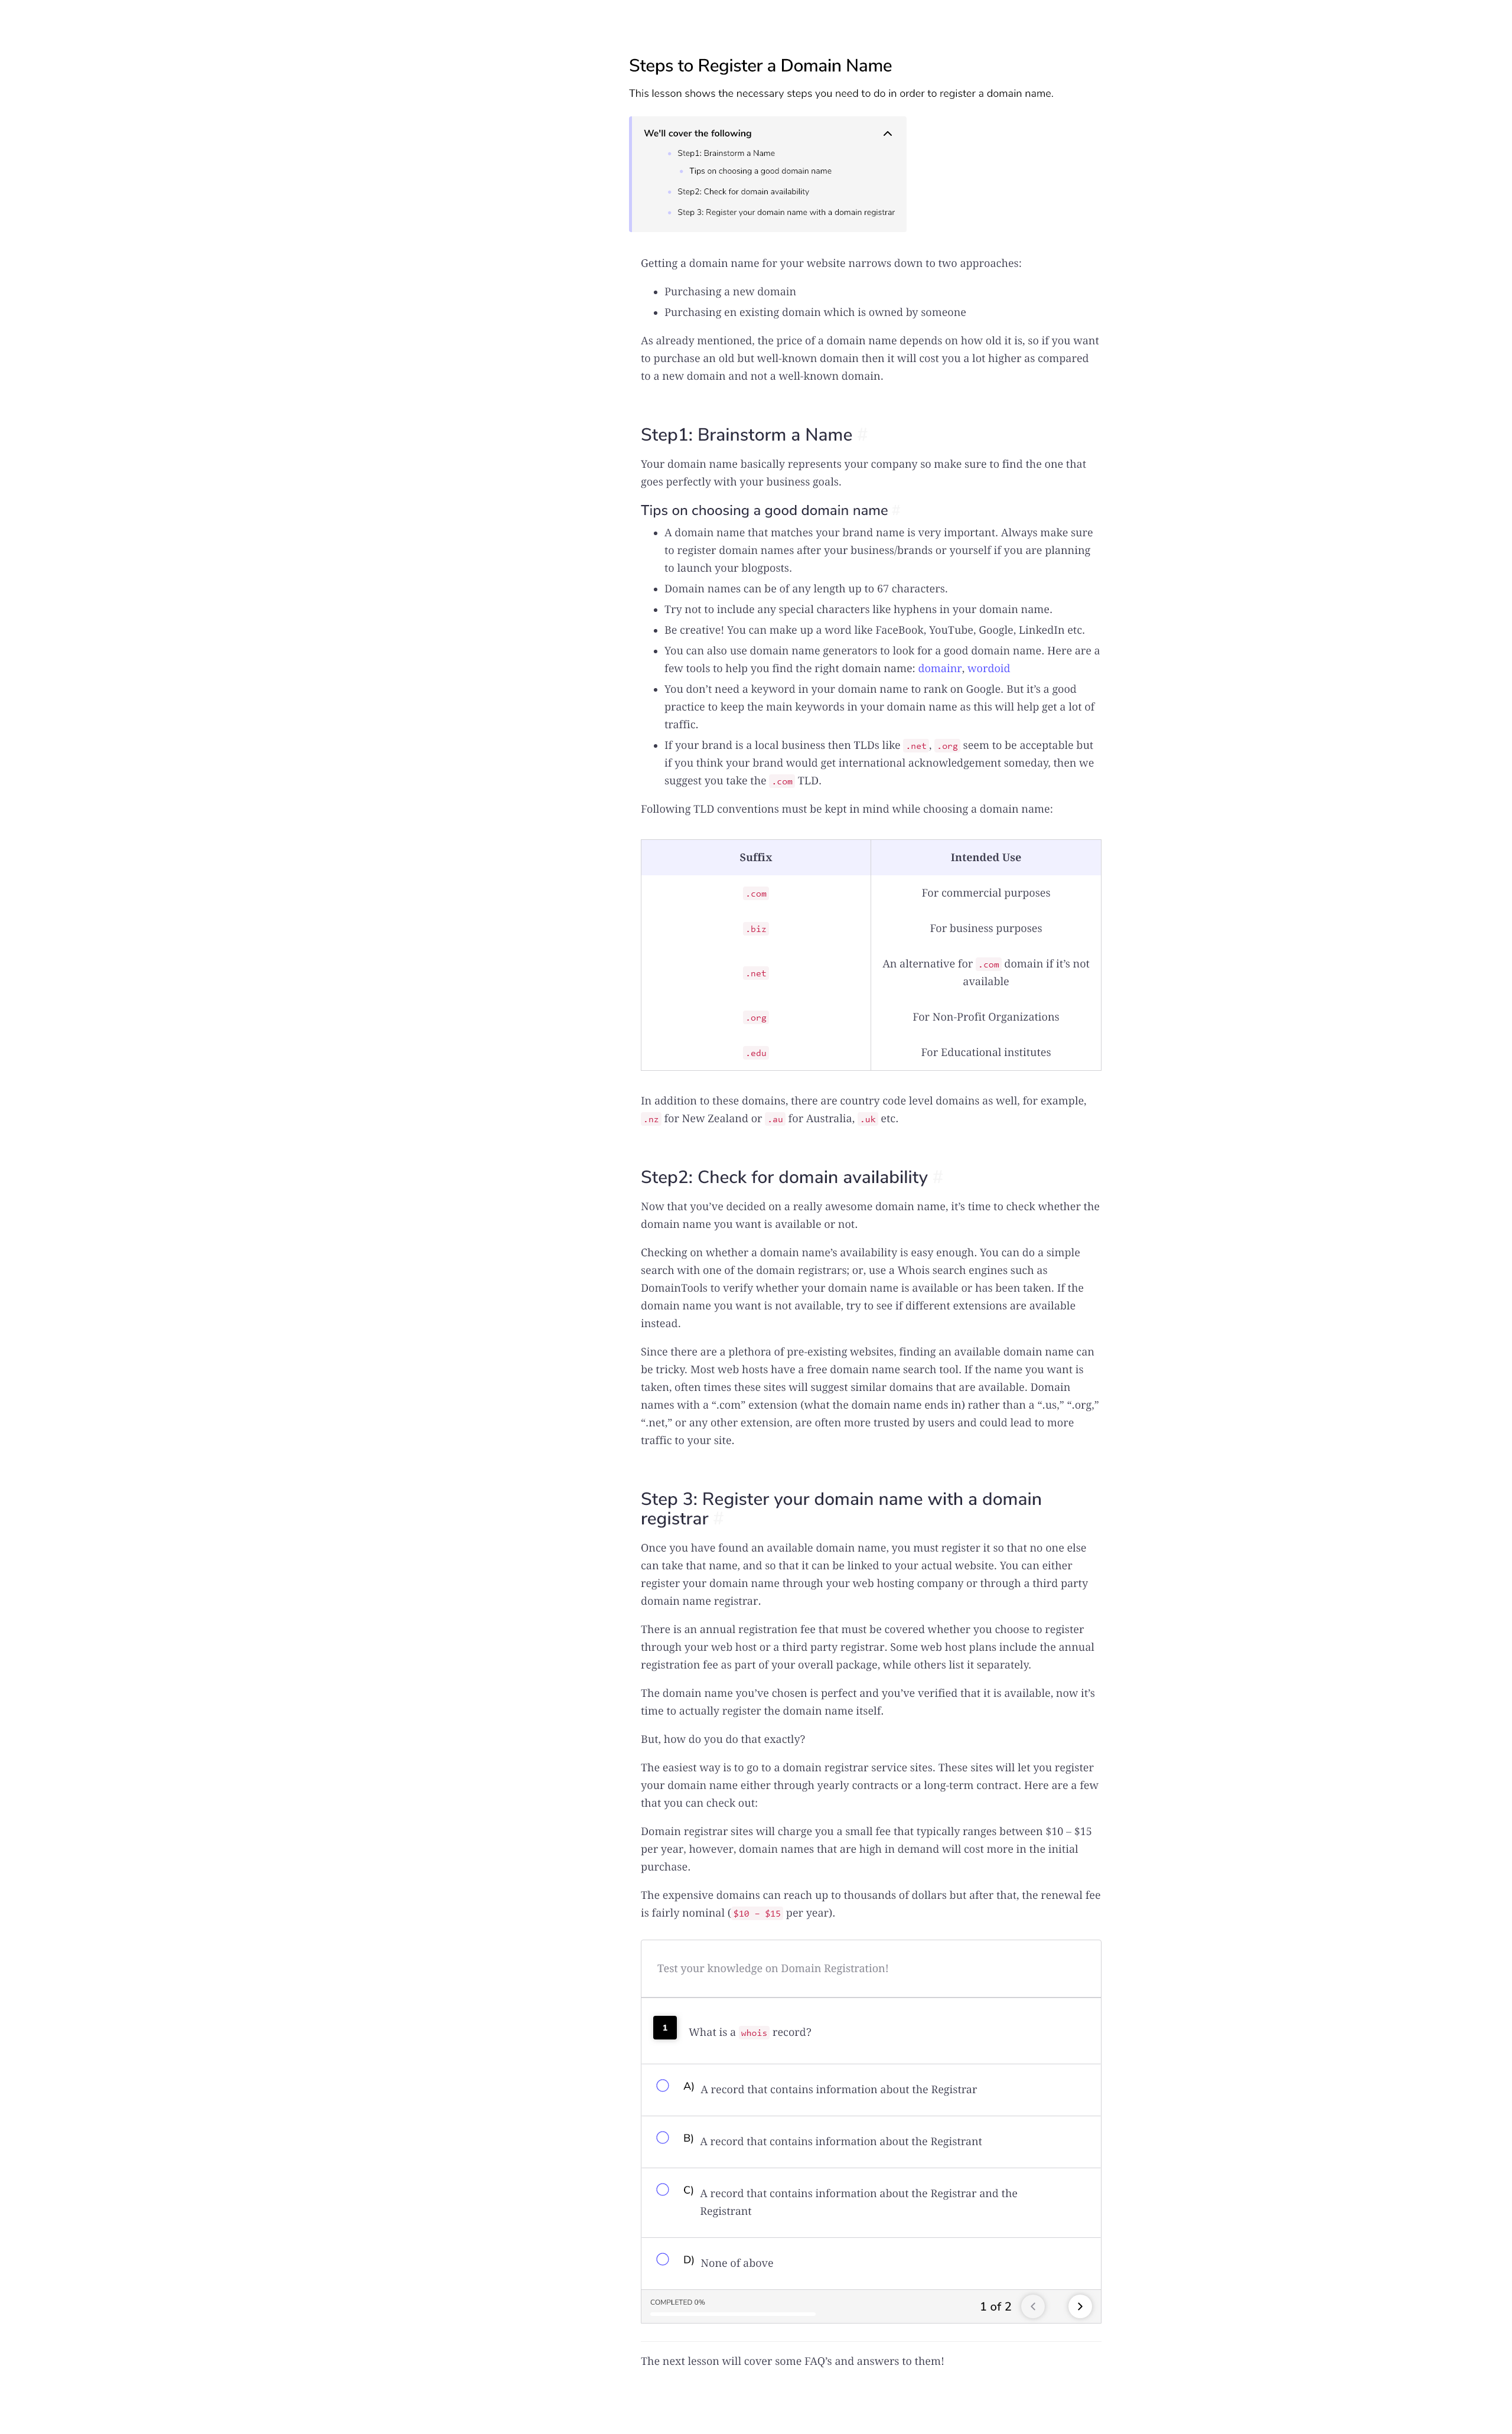 Steps to Register a Domain Name
This lesson shows the necessary steps you need to do in order to register a domain name.
We'll cover the following
Step1: Brainstorm a Name
Tips on choosing a good domain name
Step2: Check for domain availability
Step 3: Register your domain name with a domain registrar
Getting a domain name for your website narrows down to two approaches:
• Purchasing a new domain
• Purchasing en existing domain which is owned by someone
As already mentioned, the price of a domain name depends on how old it is, so if you want
to purchase an old but well-known domain then it will cost you a lot higher as compared
to a new domain and not a well-known domain.
Step1: Brainstorm a Name #
Your domain name basically represents your company so make sure to find the one that
goes perfectly with your business goals.
Tips on choosing a good domain name #
• A domain name that matches your brand name is very important. Always make sure
to register domain names after your business/brands or yourself if you are planning
to launch your blogposts.
• Domain names can be of any length up to 67 characters.
• Try not to include any special characters like hyphens in your domain name.
• Be creative! You can make up a word like FaceBook, YouTube, Google, LinkedIn etc.
• You can also use domain name generators to look for a good domain name. Here are a
few tools to help you find the right domain name: domainr, wordoid
• You don’t need a keyword in your domain name to rank on Google. But it’s a good
practice to keep the main keywords in your domain name as this will help get a lot of
traffic.
• If your brand is a local business then TLDs like .net, .org seem to be acceptable but
if you think your brand would get international acknowledgement someday, then we
suggest you take the .com TLD.
Following TLD conventions must be kept in mind while choosing a domain name:
Suffix Intended Use
.com For commercial purposes
.biz For business purposes
.net An alternative for .com domain if it’s not
available
.org For Non-Profit Organizations
.edu For Educational institutes
In addition to these domains, there are country code level domains as well, for example,
.nz for New Zealand or .au for Australia, .uk etc.
Step2: Check for domain availability #
Now that you’ve decided on a really awesome domain name, it’s time to check whether the
domain name you want is available or not.
Checking on whether a domain name’s availability is easy enough. You can do a simple
search with one of the domain registrars; or, use a Whois search engines such as
DomainTools to verify whether your domain name is available or has been taken. If the
domain name you want is not available, try to see if different extensions are available
instead.
Since there are a plethora of pre-existing websites, finding an available domain name can
be tricky. Most web hosts have a free domain name search tool. If the name you want is
taken, often times these sites will suggest similar domains that are available. Domain
names with a “.com” extension (what the domain name ends in) rather than a “.us,” “.org,”
“.net,” or any other extension, are often more trusted by users and could lead to more
traffic to your site.
Step 3: Register your domain name with a domain
registrar #
Once you have found an available domain name, you must register it so that no one else
can take that name, and so that it can be linked to your actual website. You can either
register your domain name through your web hosting company or through a third party
domain name registrar.
There is an annual registration fee that must be covered whether you choose to register
through your web host or a third party registrar. Some web host plans include the annual
registration fee as part of your overall package, while others list it separately.
The domain name you’ve chosen is perfect and you’ve verified that it is available, now it’s
time to actually register the domain name itself.
But, how do you do that exactly?
The easiest way is to go to a domain registrar service sites. These sites will let you register
your domain name either through yearly contracts or a long-term contract. Here are a few
that you can check out:
Domain registrar sites will charge you a small fee that typically ranges between $10 – $15
per year, however, domain names that are high in demand will cost more in the initial
purchase.
The expensive domains can reach up to thousands of dollars but after that, the renewal fee
is fairly nominal ( $10 – $15 per year).
Test your knowledge on Domain Registration!
1 What is a whois record?
A) A record that contains information about the Registrar
B) A record that contains information about the Registrant
C) A record that contains information about the Registrar and the
Registrant
D) None of above
COMPLETED 0%
1 of 2
The next lesson will cover some FAQ’s and answers to them!